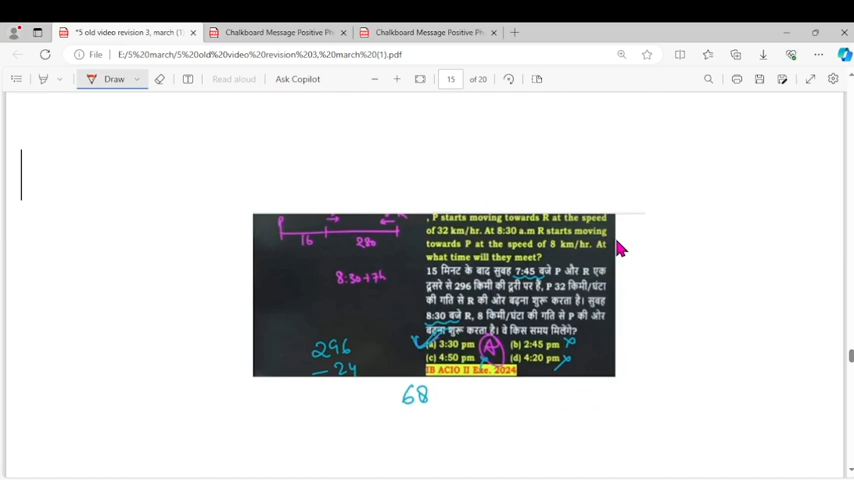 *5 old video revision 3, march (1)
Chalkboard Message Positive Ph
Chalkboard Message Positive Ph
File
E:/5%20march/5%20old%20video%20revision%203,%20march%20(1).pdf
Draw
Read aloud
Ask Copilot
15 of 20
P
16
280
8:30+7h
296
- 24
, P starts moving towards R at the speed
of 32 km/hr. At 8:30 a.m R starts moving
towards P at the speed of 8 km/hr. At
what time will they meet?
15 मिनट के बाद सुबह 7:45 बजे P और R एक
दूसरे से 296 किमी की दूरी पर हैं, P 32 किमी/घंटा
की गति से R की ओर बढ़ना शुरू करता है। सुबह
8:30 बजे R, 8 किमी/घंटा की गति से P की ओर
बढ़ना शुरू करता है। वे किस समय मिलेंगे?
(a) 3:30 pm (b) 2:45 pm
(c) 4:50 pm (d) 4:20 pm
A
IB ACIO II Exe. 2024
68